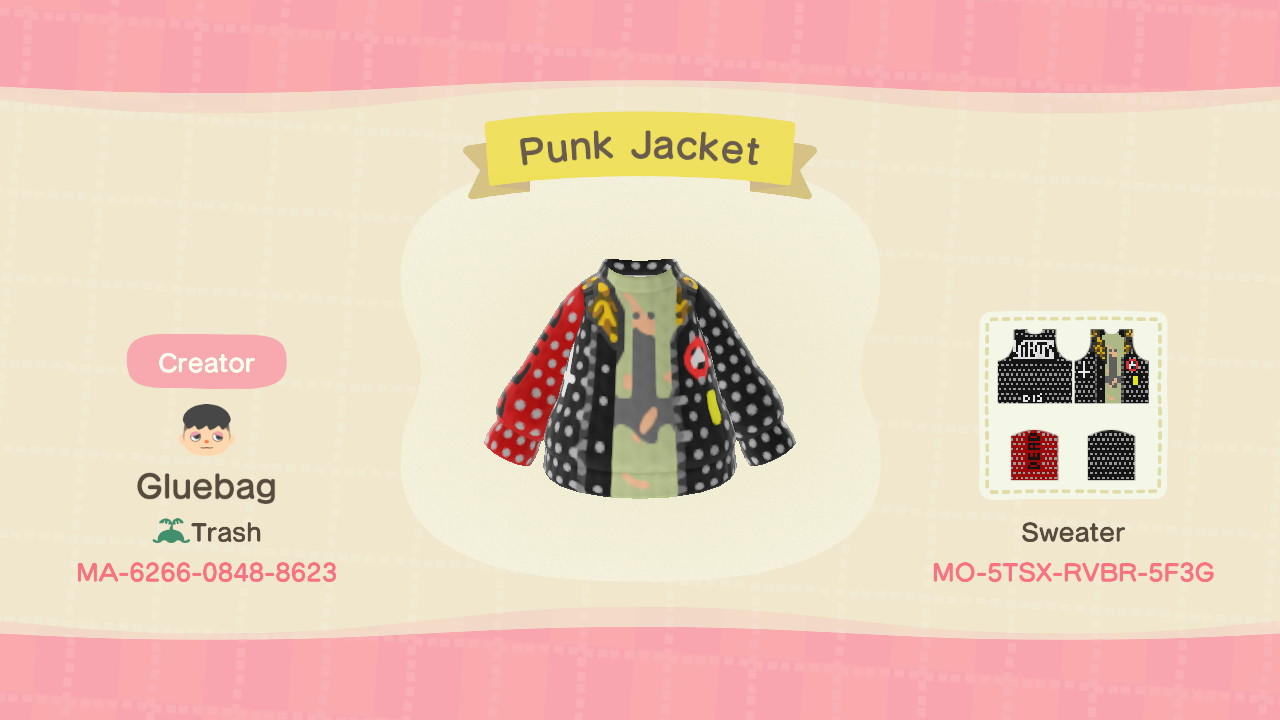 Punk Jacket
Creator
Gluebag
Trash
MA-6266-0848-8623
Sweater
MO-5TSX-RVBR-5F3G